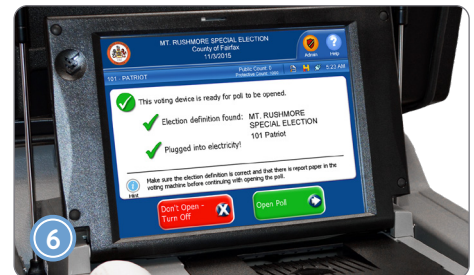 MT. RUSHMORE SPECIAL ELECTION
County of Fairfax
11/3/2015
Admin
Help
101 - PATRIOT
Public Count: 0
5:23 AM
This voting device is ready for poll to be opened.
Election definition found: MT. RUSHMORE
SPECIAL ELECTION
101 Patriot
Plugged into electricity!
Hint
Make sure the election definition is correct and that there is report paper in the
voting machine before continuing with opening the poll.
Don't Open -
Turn Off
X
Open Poll
6